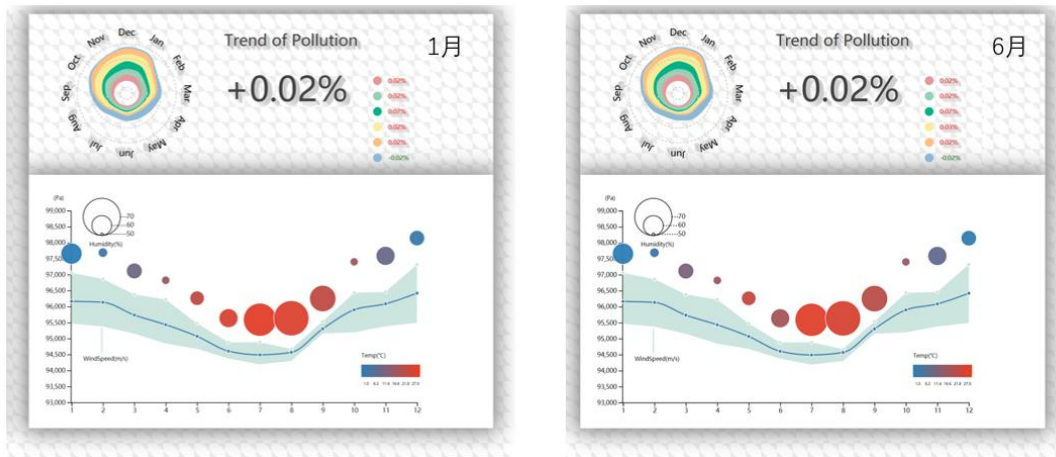 Trend of Pollution
1月
+0.02%
Dec
Jan
Feb
Mar
Apr
May
Jun
Jul
Aug
Sep
Oct
Nov
0.02%
0.02%
0.07%
0.02%
0.02%
-0.02%
(Pa)
99,000
98,500
98,000
97,500
97,000
96,500
96,000
95,500
95,000
94,500
94,000
93,500
93,000
70
60
50
Humidity(%)
WindSpeed(m/s)
Temp(℃)
1 2 3 4 5 6 7 8 9 10 11 12
Trend of Pollution
6月
+0.02%
Dec
Jan
Feb
Mar
Apr
May
Jun
Jul
Aug
Sep
Oct
Nov
0.02%
0.02%
0.07%
0.03%
0.02%
-0.02%
(Pa)
99,000
98,500
98,000
97,500
97,000
96,500
96,000
95,500
95,000
94,500
94,000
93,500
93,000
70
60
50
Humidity(%)
WindSpeed(m/s)
Temp(℃)
1 2 3 4 5 6 7 8 9 10 11 12